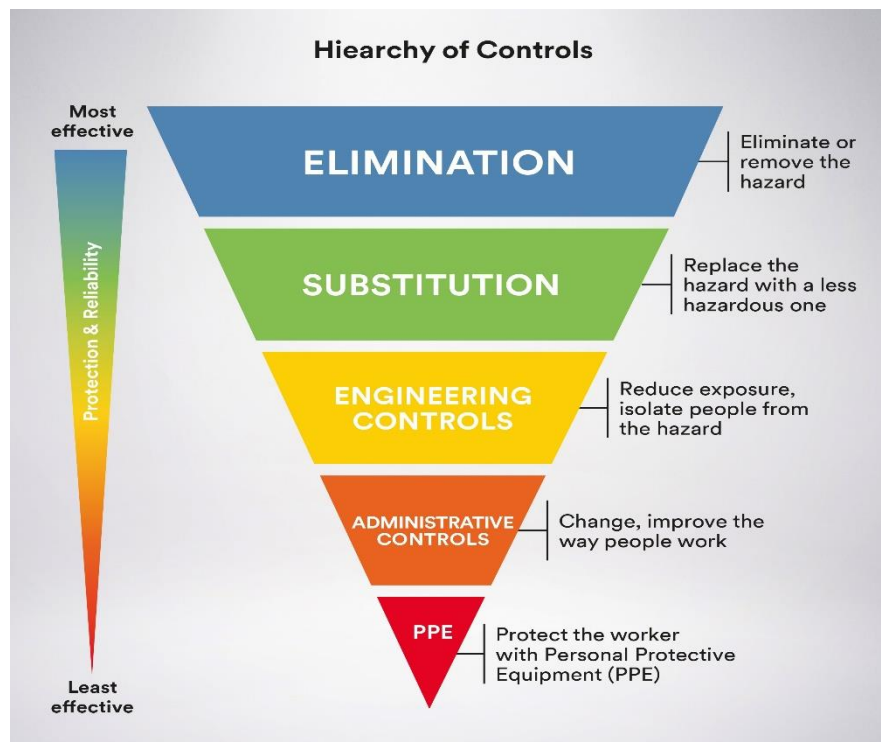 Hiearchy of Controls
Most
effective
Protection & Reliability
Least
effective
ELIMINATION
Eliminate or
remove the
hazard
SUBSTITUTION
Replace the
hazard with a less
hazardous one
ENGINEERING
CONTROLS
Reduce exposure,
isolate people from
the hazard
ADMINISTRATIVE
CONTROLS
Change, improve the
way people work
PPE
Protect the worker
with Personal Protective
Equipment (PPE)